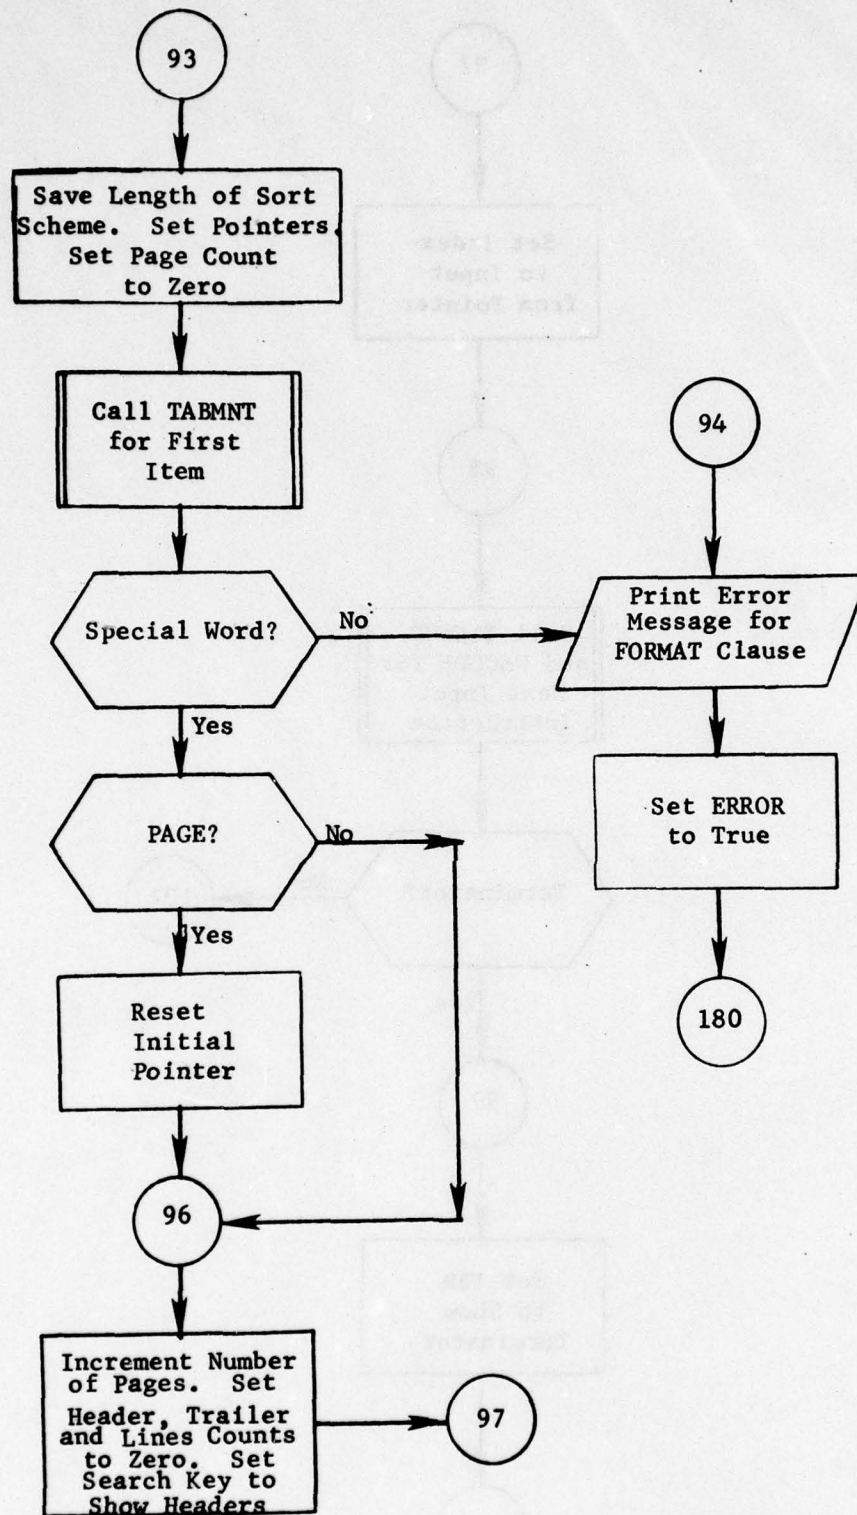 93
Save Length of Sort
Scheme. Set Pointers.
Set Page Count
to Zero
Call TABMNT
for First
Item
94
Special Word?
No
Print Error
Message for
FORMAT Clause
Yes
PAGE?
No
Set ERROR
to True
Yes
Reset
Initial
Pointer
180
96
Increment Number
of Pages. Set
Header, Trailer
and Lines Counts
to Zero. Set
Search Key to
Show Headers
97